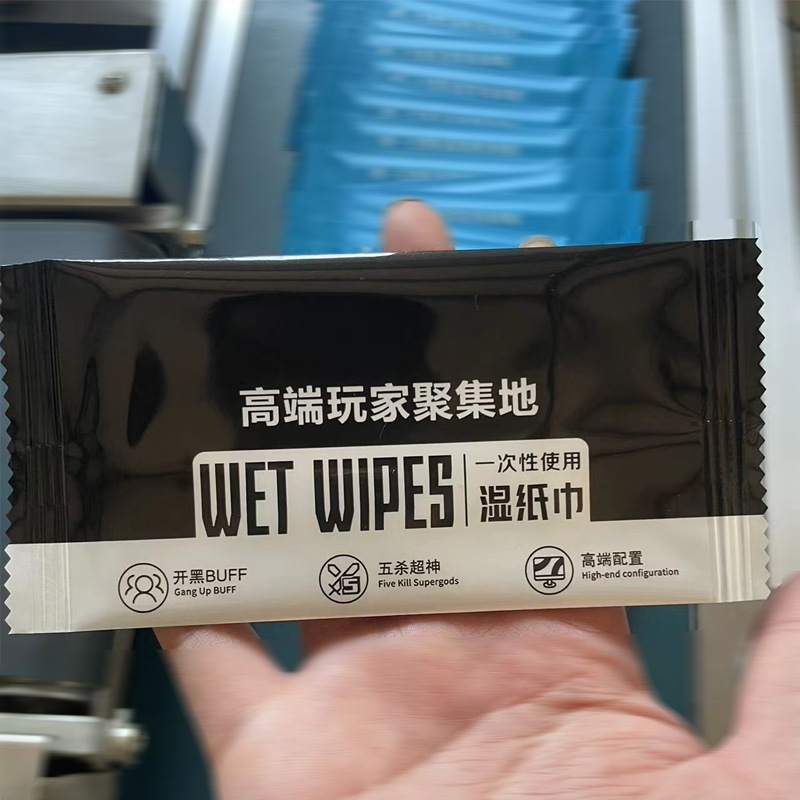 高端玩家聚集地
WET WIPES
一次性使用
湿纸巾
开黑BUFF
Gang Up BUFF
五杀超神
Five Kill Supergods
高端配置
High-end configuration